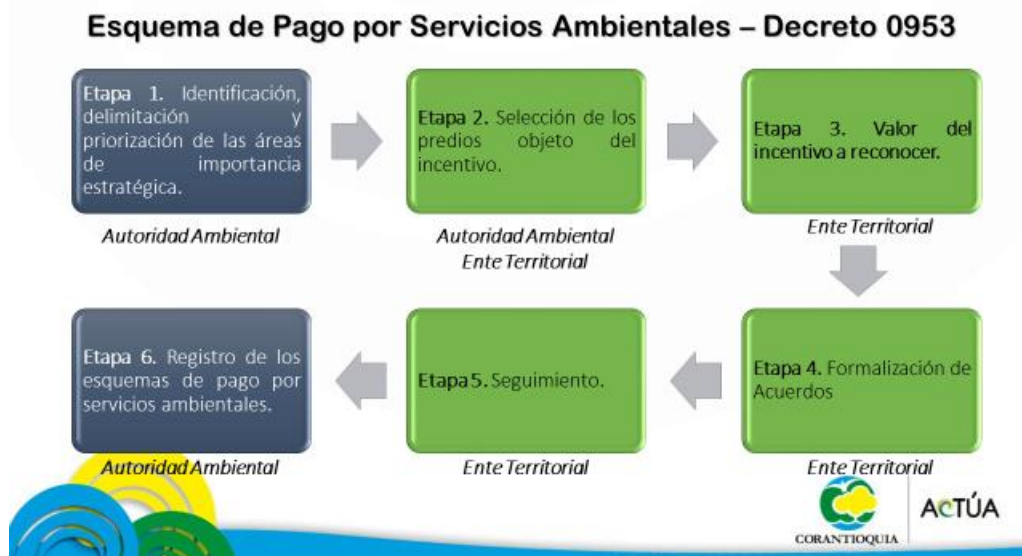 Esquema de Pago por Servicios Ambientales – Decreto 0953
Etapa 1. Identificación,
delimitación y
priorización de las áreas
de importancia
estratégica.
Autoridad Ambiental
Etapa 2. Selección de los
predios objeto del
incentivo.
Autoridad Ambiental
Ente Territorial
Etapa 3. Valor del
incentivo a reconocer.
Ente Territorial
Etapa 4. Formalización de
Acuerdos
Ente Territorial
Etapa 5. Seguimiento.
Ente Territorial
Etapa 6. Registro de los
esquemas de pago por
servicios ambientales.
Autoridad Ambiental
CORANTIOQUIA
ACTÚA